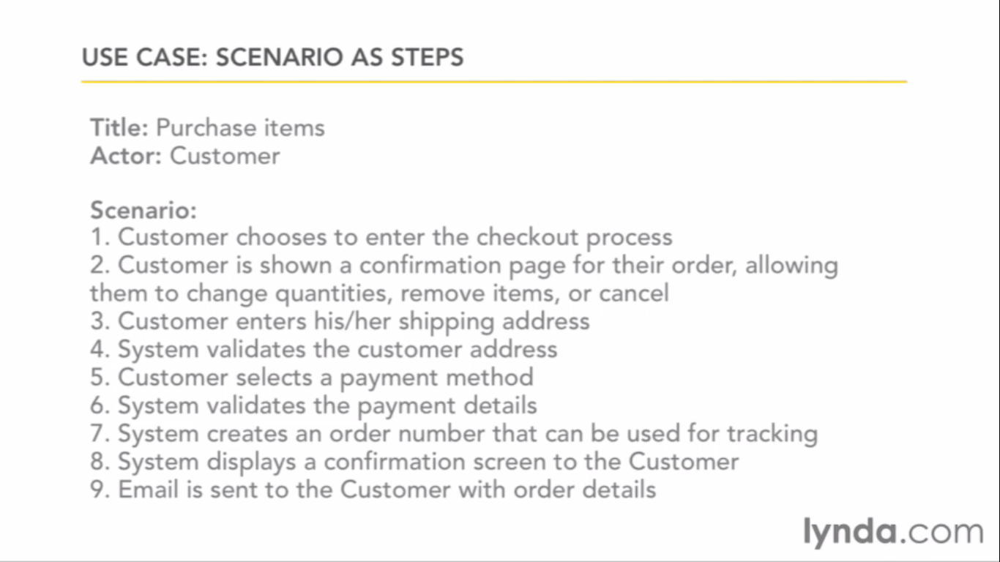 USE CASE: SCENARIO AS STEPS
Title: Purchase items
Actor: Customer
Scenario:
1. Customer chooses to enter the checkout process
2. Customer is shown a confirmation page for their order, allowing
them to change quantities, remove items, or cancel
3. Customer enters his/her shipping address
4. System validates the customer address
5. Customer selects a payment method
6. System validates the payment details
7. System creates an order number that can be used for tracking
8. System displays a confirmation screen to the Customer
9. Email is sent to the Customer with order details
lynda.com